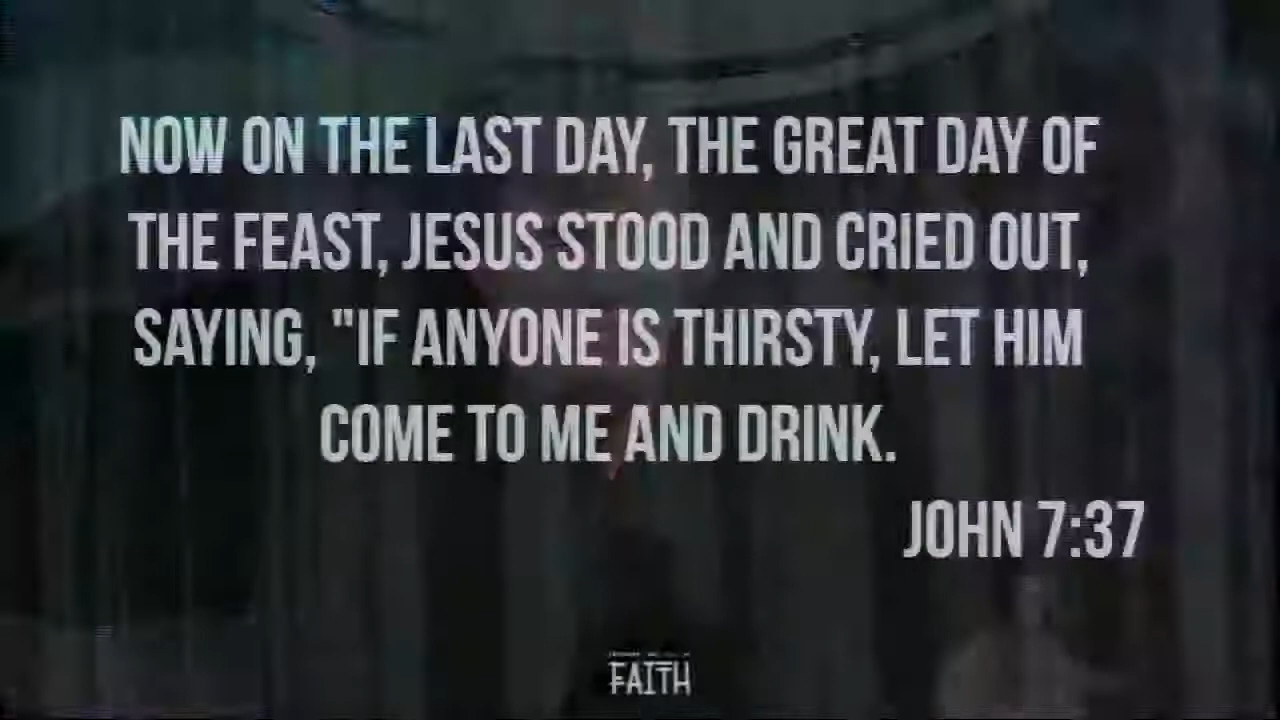 NOW ON THE LAST DAY, THE GREAT DAY OF
THE FEAST, JESUS STOOD AND CRIED OUT,
SAYING, "IF ANYONE IS THIRSTY, LET HIM
COME TO ME AND DRINK.
JOHN 7:37
FAITH